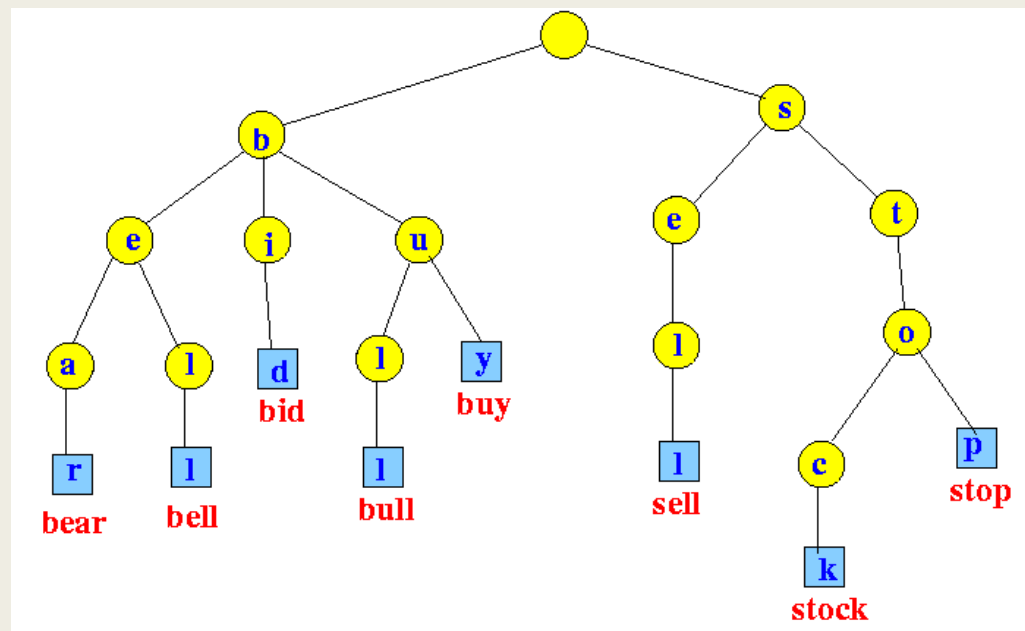 s
b
e t
e i u
o
a l d l y l
bid buy
r l l l c p
bear bell bull sell stop
k
stock